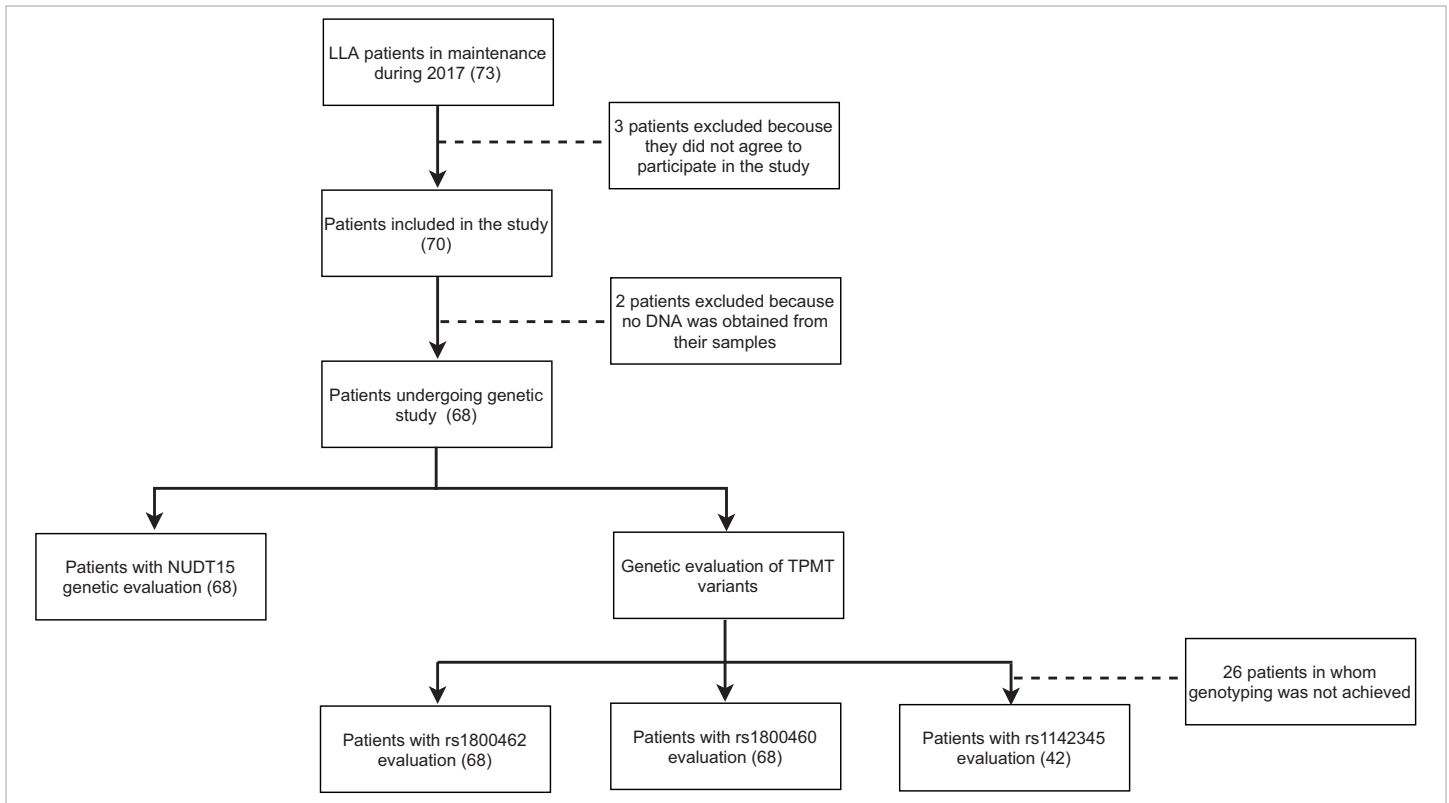 LLA patients in maintenance
during 2017 (73)
3 patients excluded becouse
they did not agree to
participate in the study
Patients included in the study
(70)
2 patients excluded because
no DNA was obtained from
their samples
Patients undergoing genetic
study (68)
Patients with NUDT15
genetic evaluation (68)
Genetic evaluation of TPMT
variants
26 patients in whom
genotyping was not achieved
Patients with rs1800462
evaluation (68)
Patients with rs1800460
evaluation (68)
Patients with rs1142345
evaluation (42)